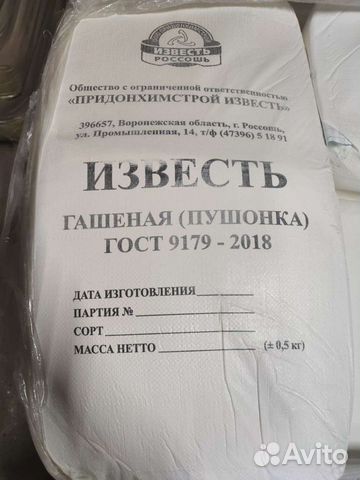 ИЗВЕСТЬ
РОССОШЬ
Общество с ограниченной ответственностью
«ПРИДОНХИМСТРОЙ ИЗВЕСТЬ»
396657, Воронежская область, г. Россошь,
ул. Промышленная, 14, т/ф (47396) 5 18 91
ИЗВЕСТЬ
ГАШЕНАЯ (ПУШОНКА)
ГОСТ 9179 - 2018
ДАТА ИЗГОТОВЛЕНИЯ
ПАРТИЯ №
СОРТ
МАССА НЕТТО (± 0,5 кг)
Avito